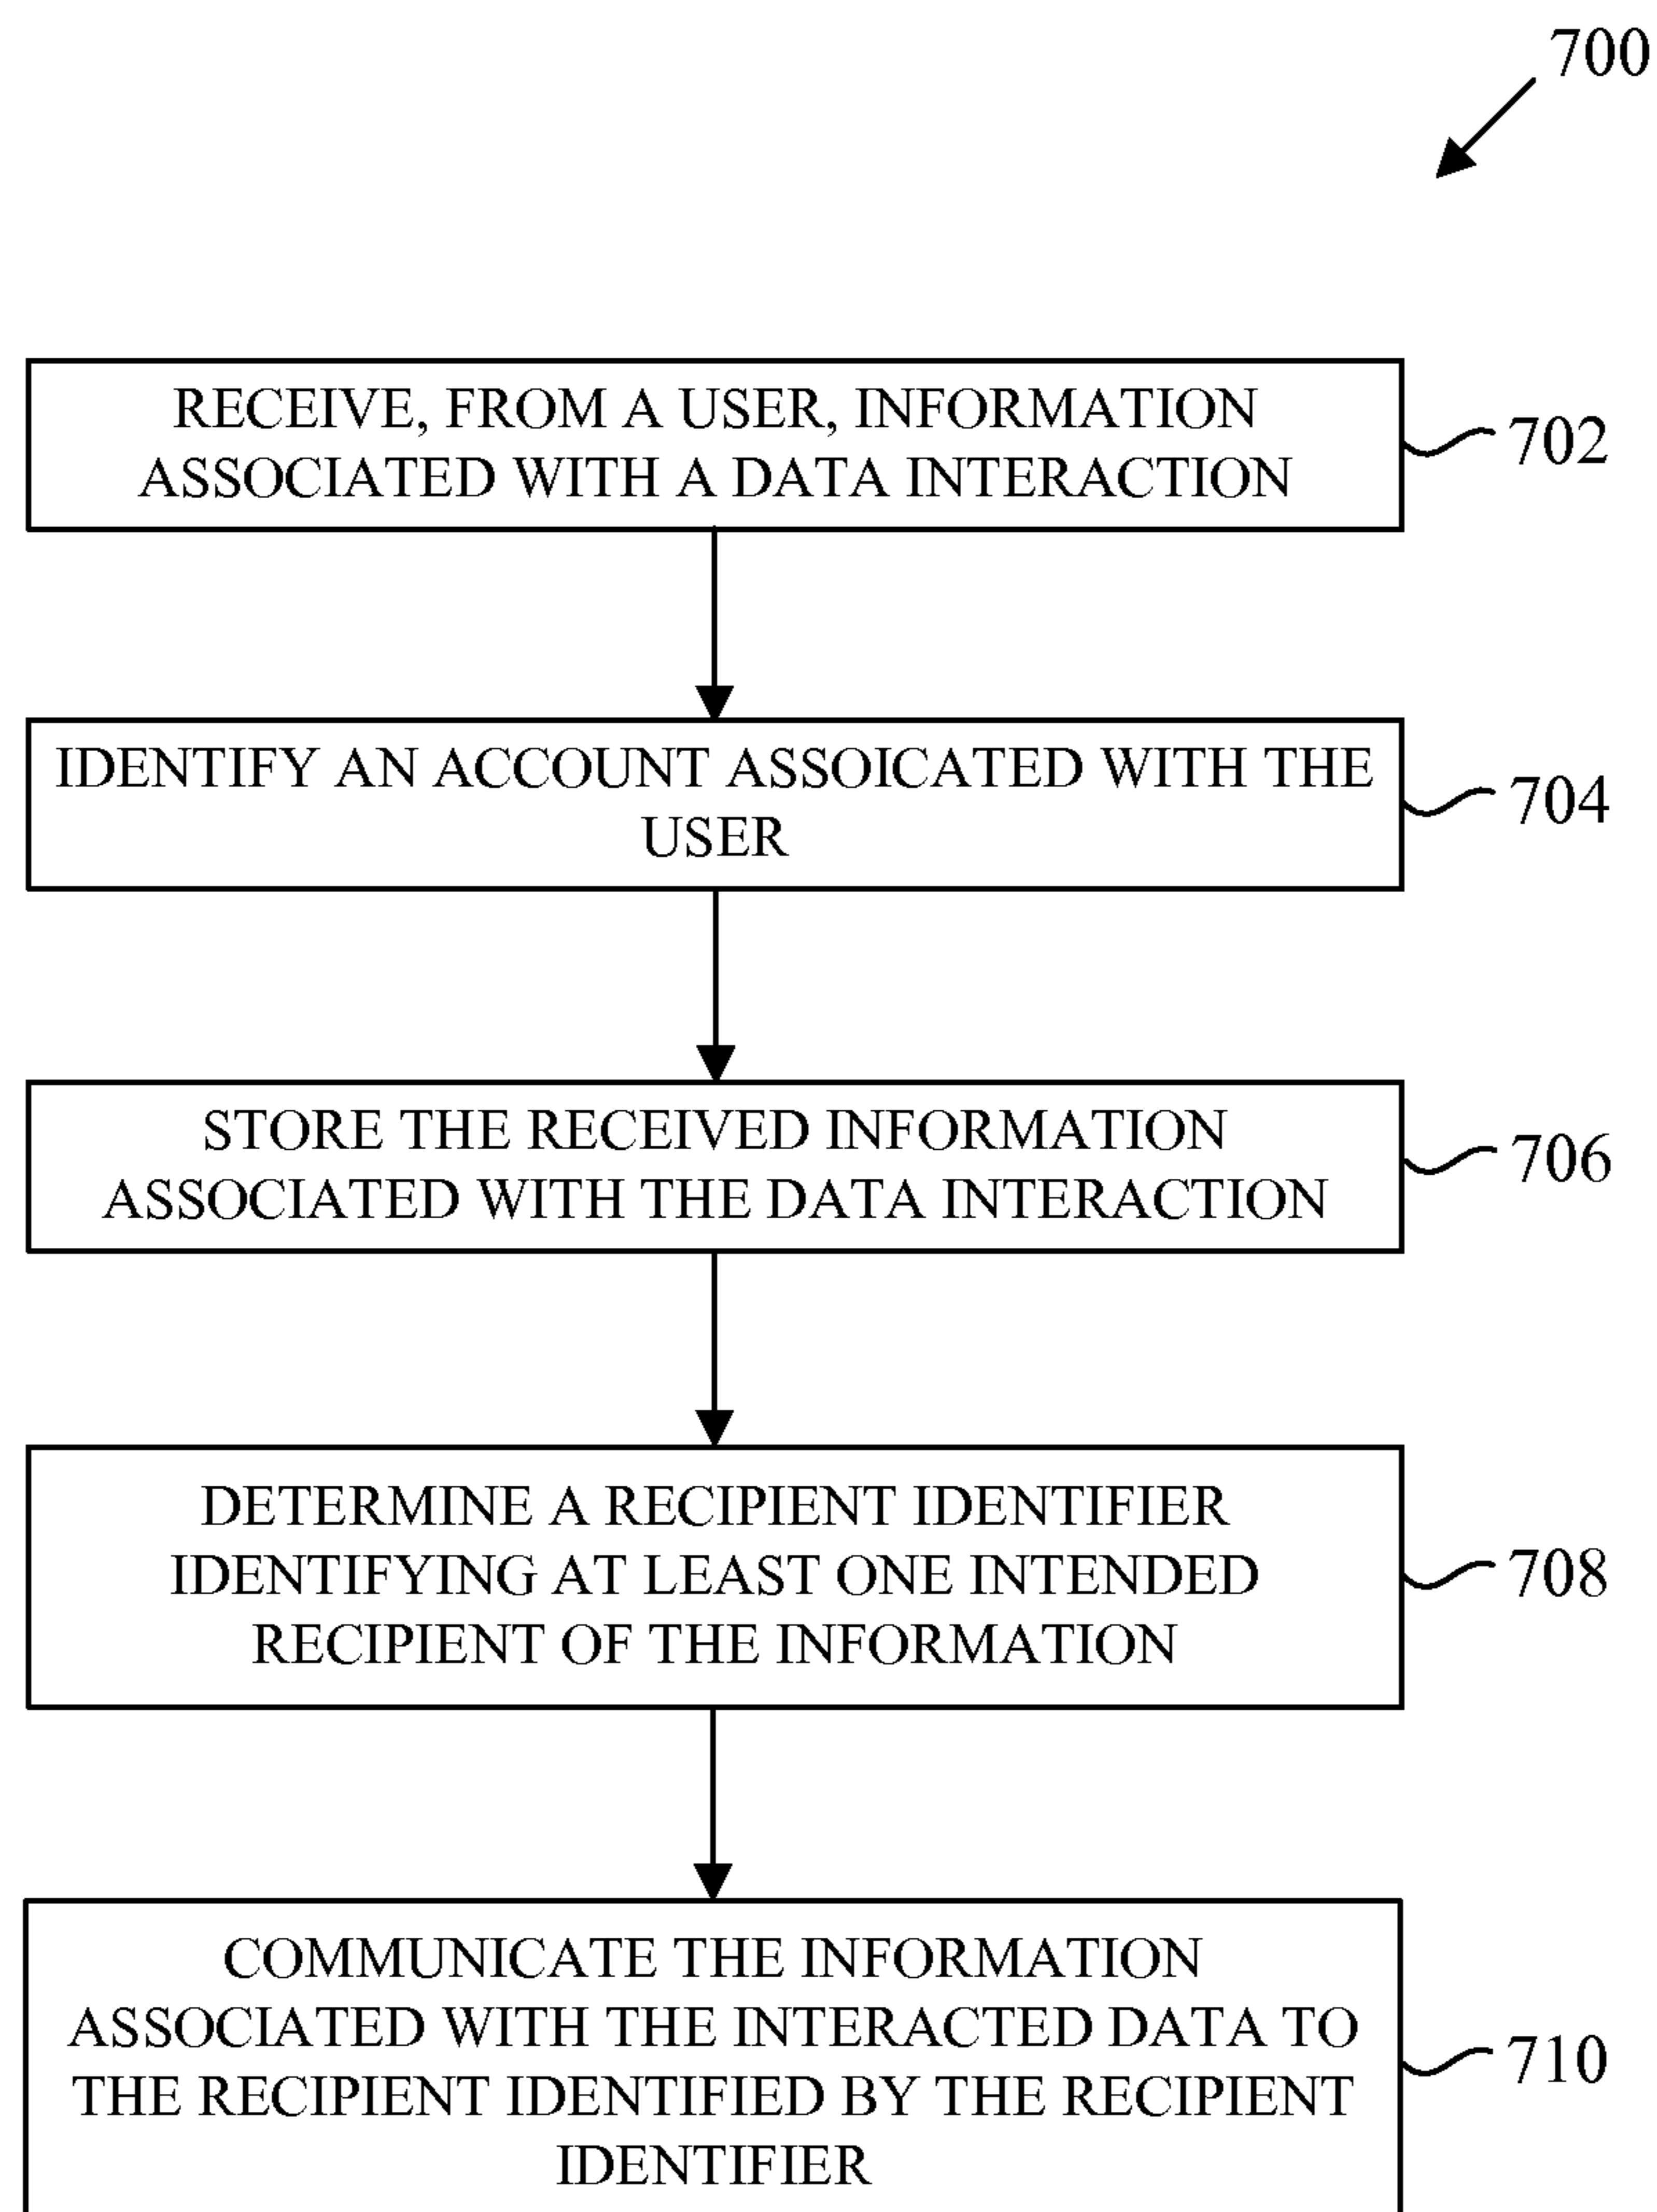 700
RECEIVE, FROM A USER, INFORMATION
ASSOCIATED WITH A DATA INTERACTION
702
IDENTIFY AN ACCOUNT ASSOICATED WITH THE
USER
704
STORE THE RECEIVED INFORMATION
ASSOCIATED WITH THE DATA INTERACTION
706
DETERMINE A RECIPIENT IDENTIFIER
IDENTIFYING AT LEAST ONE INTENDED
RECIPIENT OF THE INFORMATION
708
COMMUNICATE THE INFORMATION
ASSOCIATED WITH THE INTERACTED DATA TO
THE RECIPIENT IDENTIFIED BY THE RECIPIENT
IDENTIFIER
710